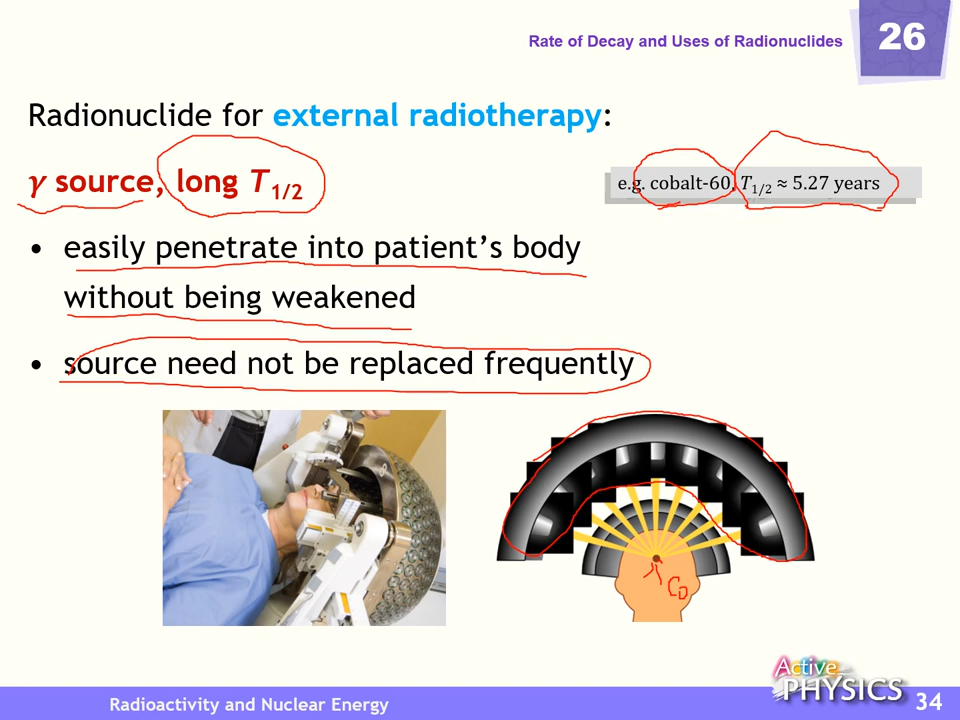 Rate of Decay and Uses of Radionuclides
26
Radionuclide for external radiotherapy:
γ source, long T1/2
e.g. cobalt-60, T1/2 ≈ 5.27 years
• easily penetrate into patient’s body
without being weakened
• source need not be replaced frequently
Active
PHYSICS
Radioactivity and Nuclear Energy
34